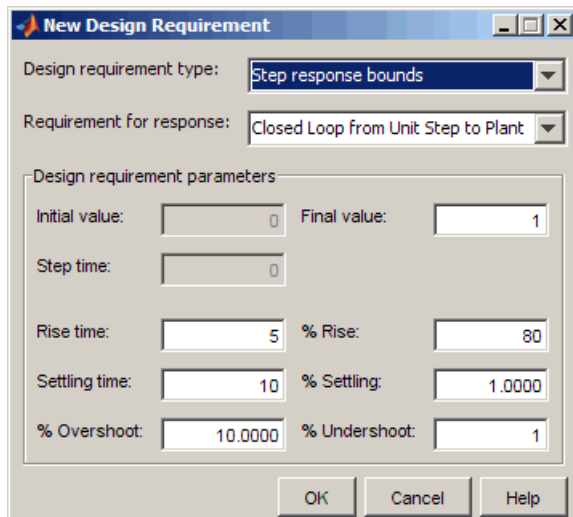 New Design Requirement
Design requirement type: Step response bounds
Requirement for response: Closed Loop from Unit Step to Plant
Design requirement parameters
Initial value: 0 Final value: 1
Step time: 0
Rise time: 5 % Rise: 80
Settling time: 10 % Settling: 1.0000
% Overshoot: 10.0000 % Undershoot: 1
OK Cancel Help